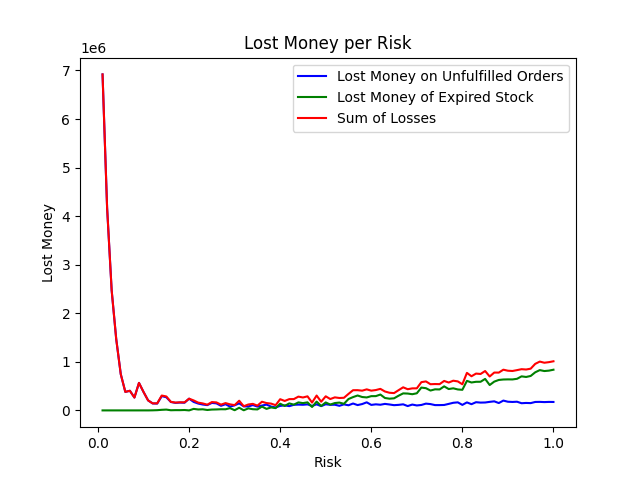 Lost Money per Risk
1e6
Lost Money on Unfulfilled Orders
Lost Money of Expired Stock
Sum of Losses
Lost Money
7
6
5
4
3
2
1
0
0.0 0.2 0.4 0.6 0.8 1.0
Risk